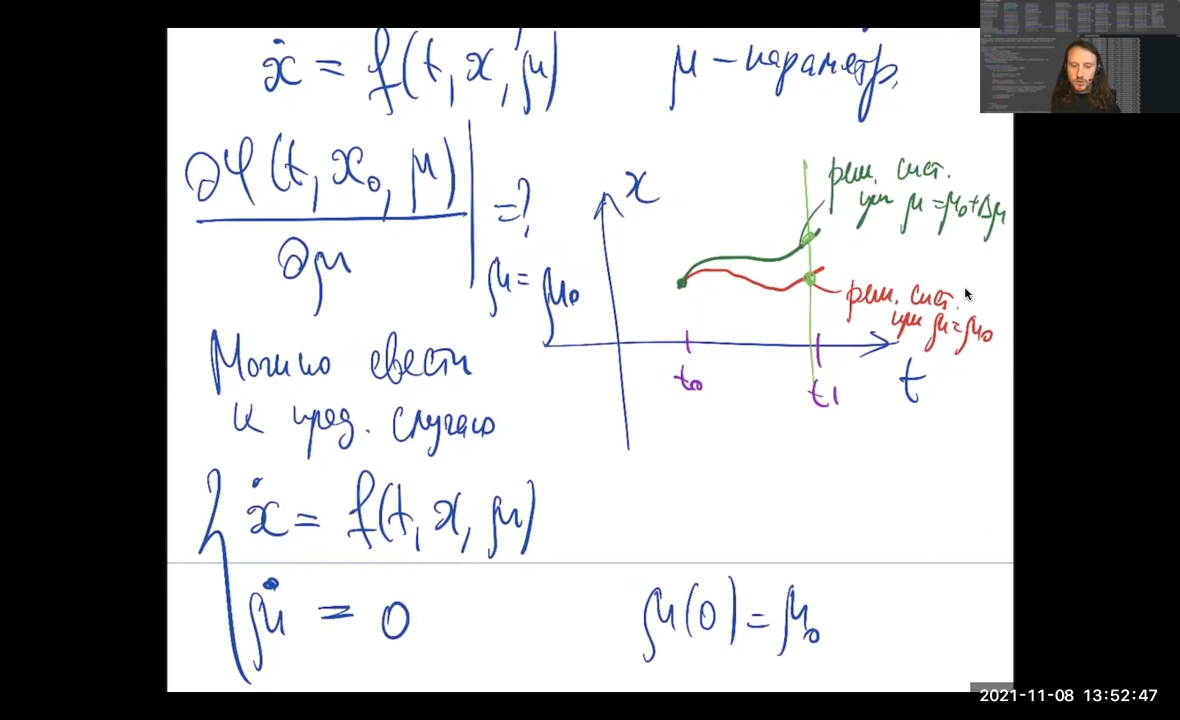 ẋ = f(t, x, μ) μ – параметр,
∂φ(t, x₀, μ)
∂μ
| μ = μ₀
=?
x
реш. сист.
при μ = μ₀ + Δμ
реш. сист.
при μ = μ₀
t₀
t₁
t
Можно свести
к пред. случаю
{ ẋ = f(t, x, μ)
μ̇ = 0 μ(0) = μ₀
2021-11-08 13:52:47